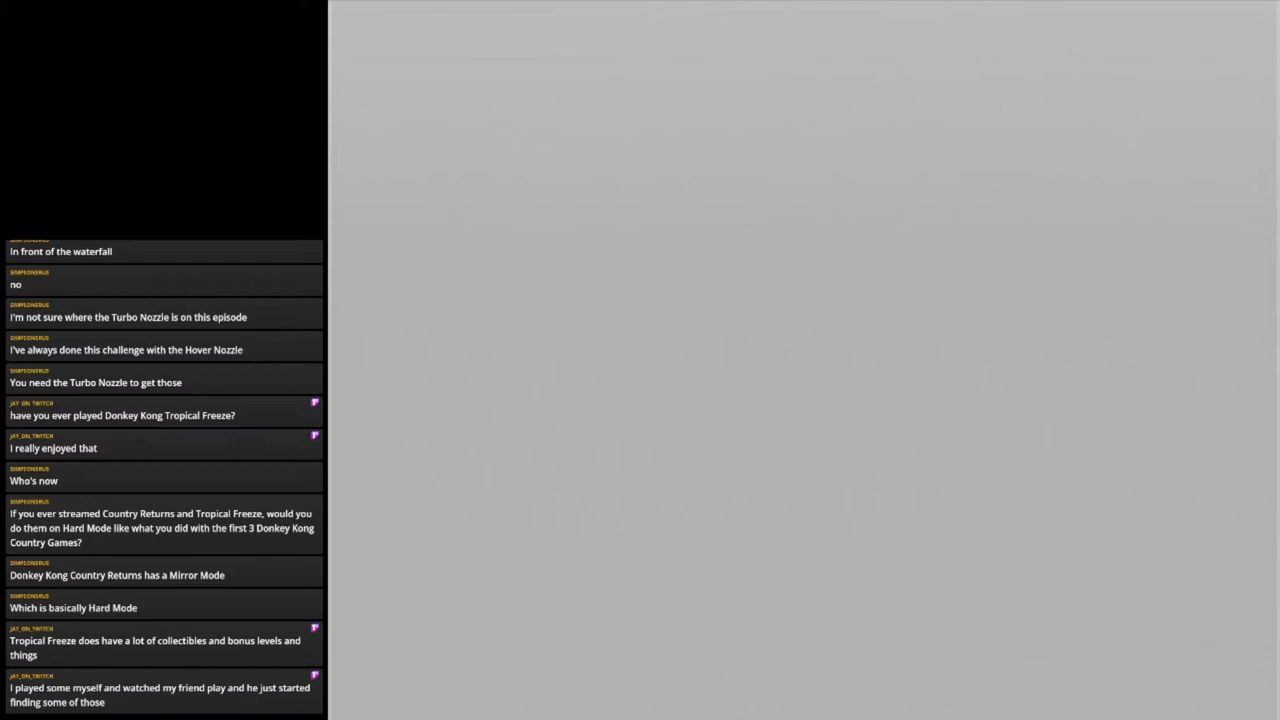 SIMPSONSRUS
In front of the waterfall
SIMPSONSRUS
no
SIMPSONSRUS
I'm not sure where the Turbo Nozzle is on this episode
SIMPSONSRUS
I've always done this challenge with the Hover Nozzle
SIMPSONSRUS
You need the Turbo Nozzle to get those
JAY_ON_TWITCH
have you ever played Donkey Kong Tropical Freeze?
JAY_ON_TWITCH
I really enjoyed that
SIMPSONSRUS
Who's now
SIMPSONSRUS
If you ever streamed Country Returns and Tropical Freeze, would you
do them on Hard Mode like what you did with the first 3 Donkey Kong
Country Games?
SIMPSONSRUS
Donkey Kong Country Returns has a Mirror Mode
SIMPSONSRUS
Which is basically Hard Mode
JAY_ON_TWITCH
Tropical Freeze does have a lot of collectibles and bonus levels and
things
JAY_ON_TWITCH
I played some myself and watched my friend play and he just started
finding some of those